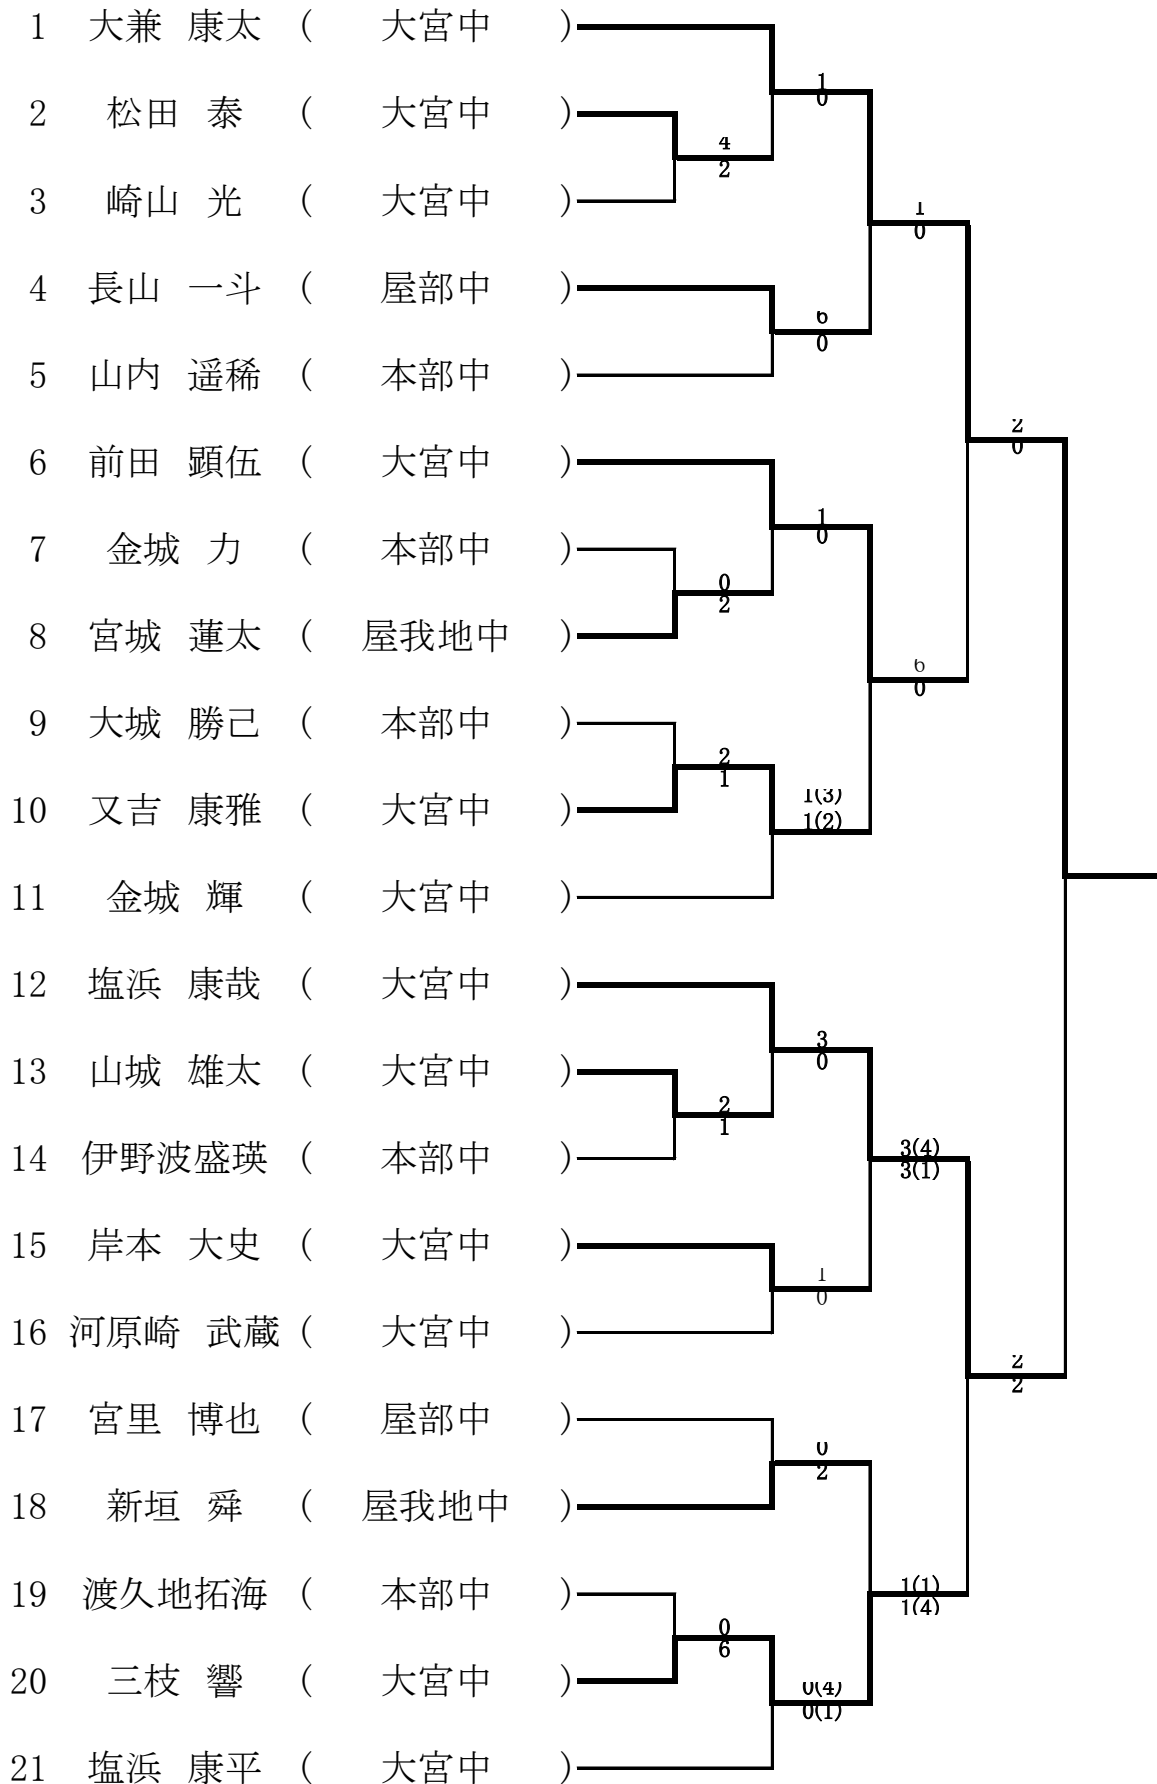 1 大兼 康太 ( 大宮中 )
1
0
2 松田 泰 ( 大宮中 )
4
2
3 崎山 光 ( 大宮中 )
1
0
4 長山 一斗 ( 屋部中 )
6
0
5 山内 遥稀 ( 本部中 )
2
0
6 前田 顕伍 ( 大宮中 )
1
0
7 金城 力 ( 本部中 )
0
2
8 宮城 蓮太 ( 屋我地中 )
6
0
9 大城 勝己 ( 本部中 )
2
1
10 又吉 康雅 ( 大宮中 )
1(3)
1(2)
11 金城 輝 ( 大宮中 )
12 塩浜 康哉 ( 大宮中 )
3
0
13 山城 雄太 ( 大宮中 )
2
1
14 伊野波盛瑛 ( 本部中 )
3(4)
3(1)
15 岸本 大史 ( 大宮中 )
1
0
16 河原崎 武蔵 ( 大宮中 )
2
2
17 宮里 博也 ( 屋部中 )
0
2
18 新垣 舜 ( 屋我地中 )
19 渡久地拓海 ( 本部中 )
1(1)
1(4)
0
6
20 三枝 響 ( 大宮中 )
0(4)
0(1)
21 塩浜 康平 ( 大宮中 )